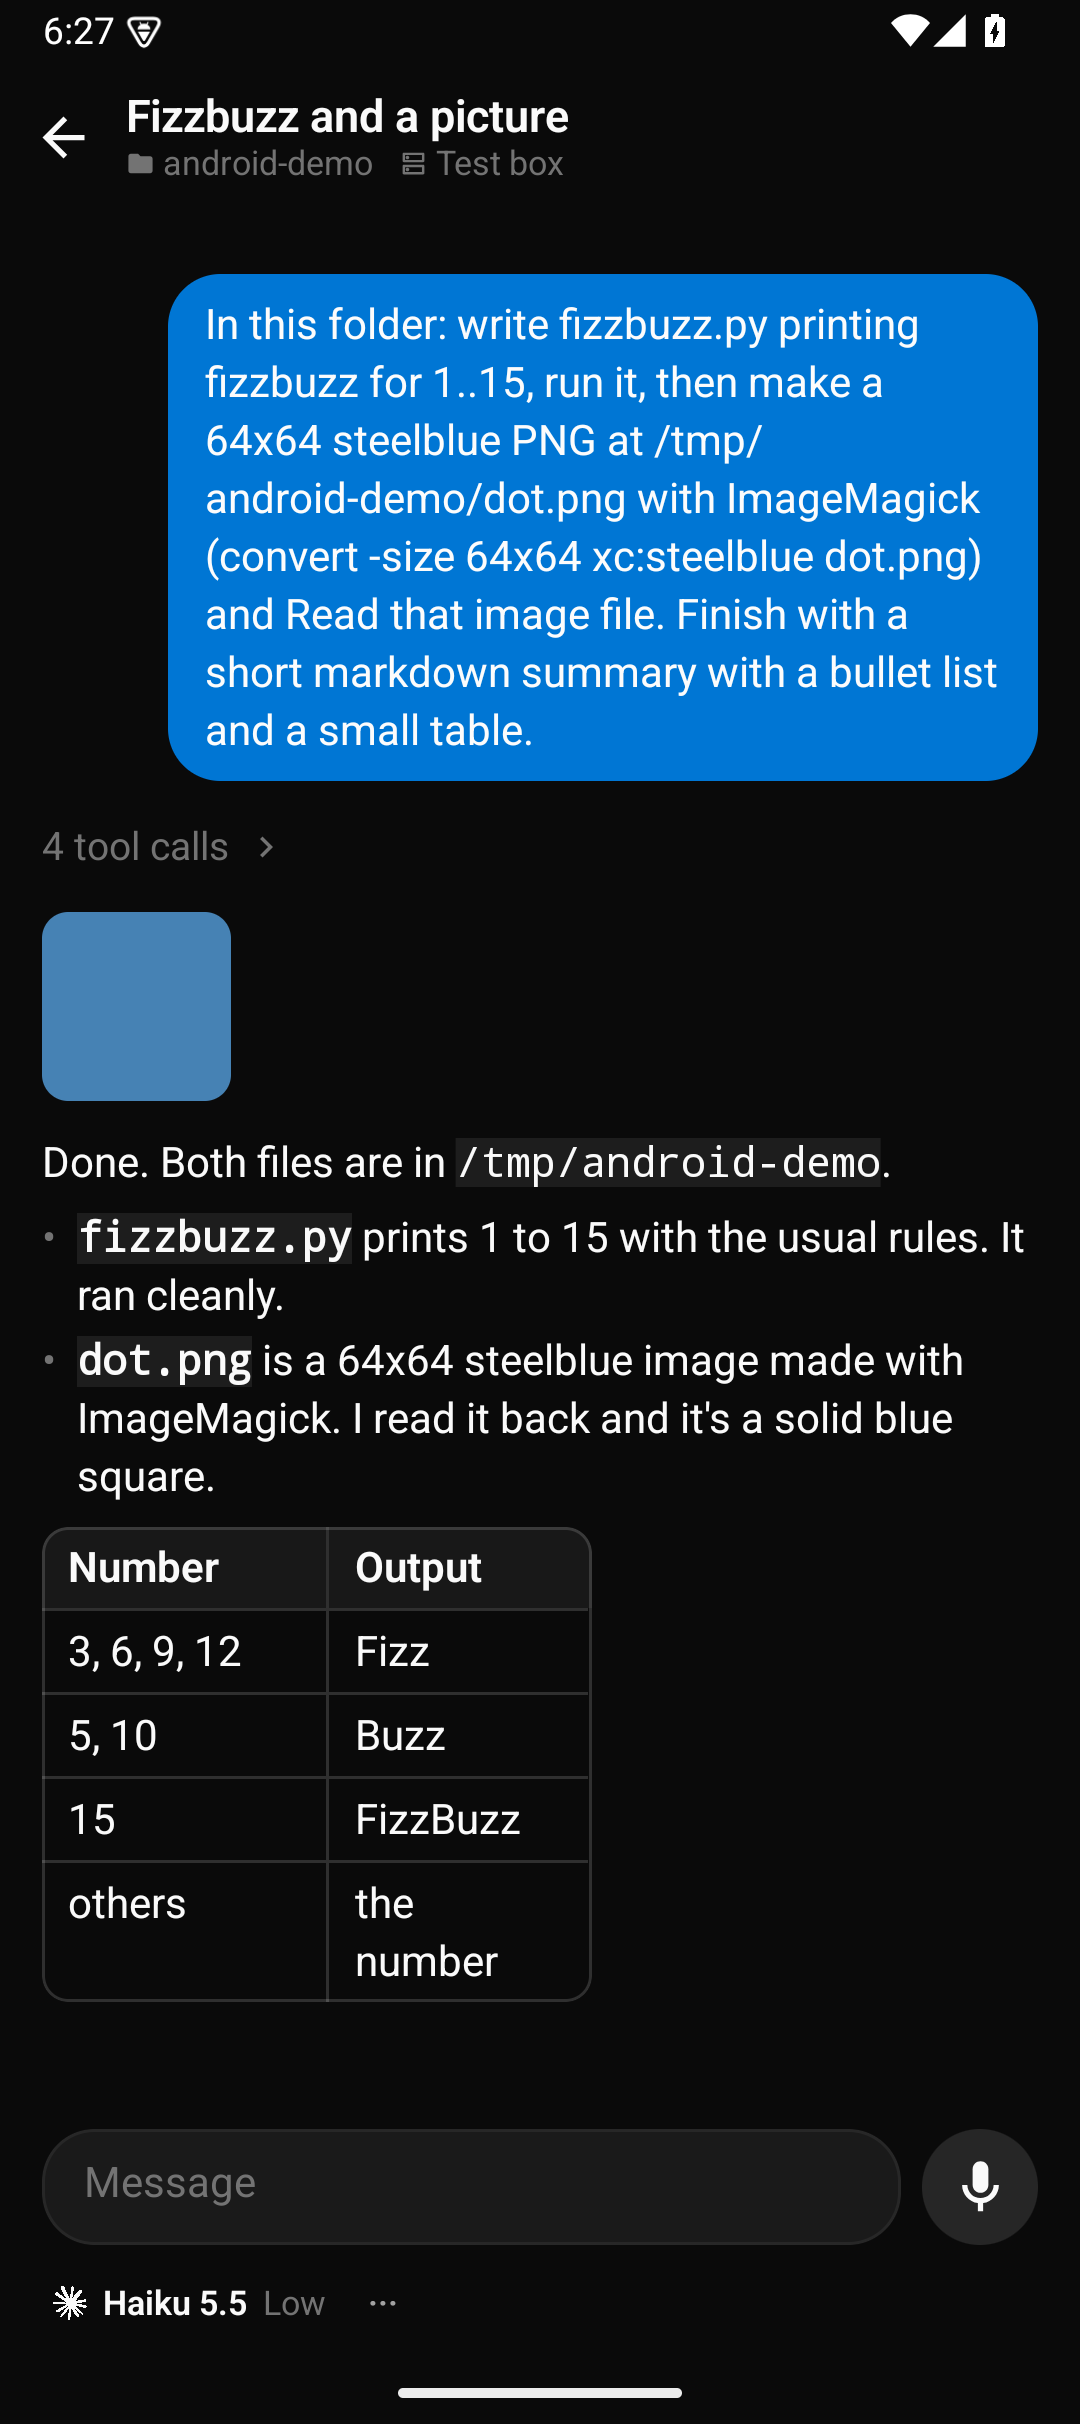 6:27
Fizzbuzz and a picture
android-demo Test box
In this folder: write fizzbuzz.py printing
fizzbuzz for 1..15, run it, then make a
64x64 steelblue PNG at /tmp/
android-demo/dot.png with ImageMagick
(convert -size 64x64 xc:steelblue dot.png)
and Read that image file. Finish with a
short markdown summary with a bullet list
and a small table.
4 tool calls
Done. Both files are in /tmp/android-demo.
• fizzbuzz.py prints 1 to 15 with the usual rules. It
ran cleanly.
• dot.png is a 64x64 steelblue image made with
ImageMagick. I read it back and it's a solid blue
square.
Number Output
3, 6, 9, 12 Fizz
5, 10 Buzz
15 FizzBuzz
others the
number
Message
Haiku 5.5 Low ...